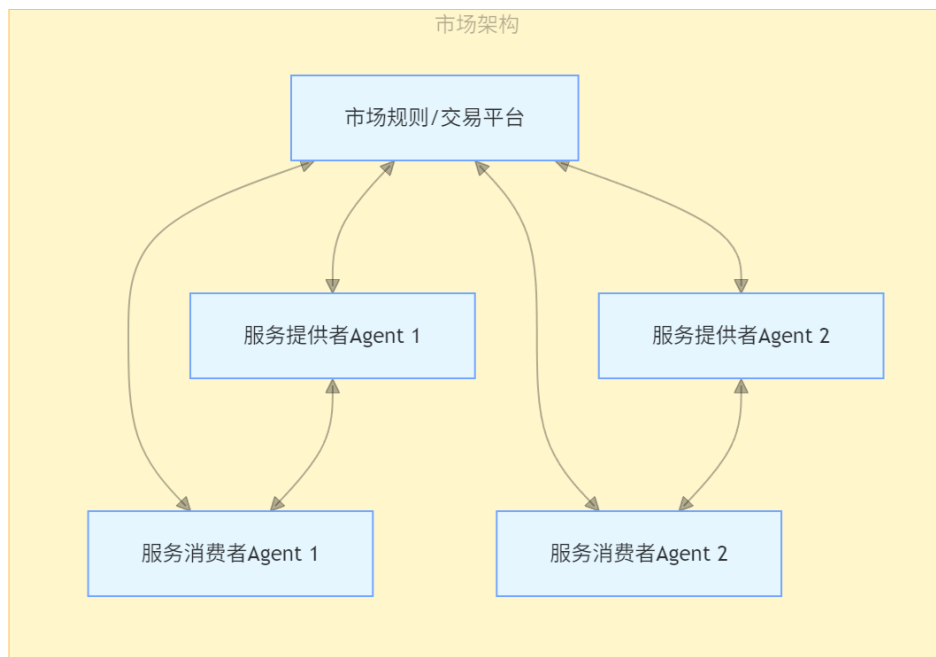 市场架构
市场规则/交易平台
服务提供者Agent 1
服务提供者Agent 2
服务消费者Agent 1
服务消费者Agent 2